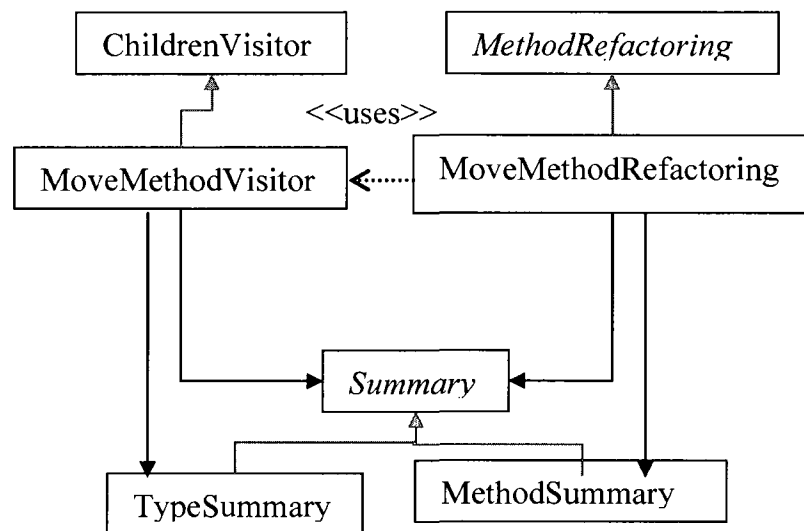 ChildrenVisitor
MethodRefactoring
<<uses>>
MoveMethodVisitor
MoveMethodRefactoring
Summary
TypeSummary
MethodSummary